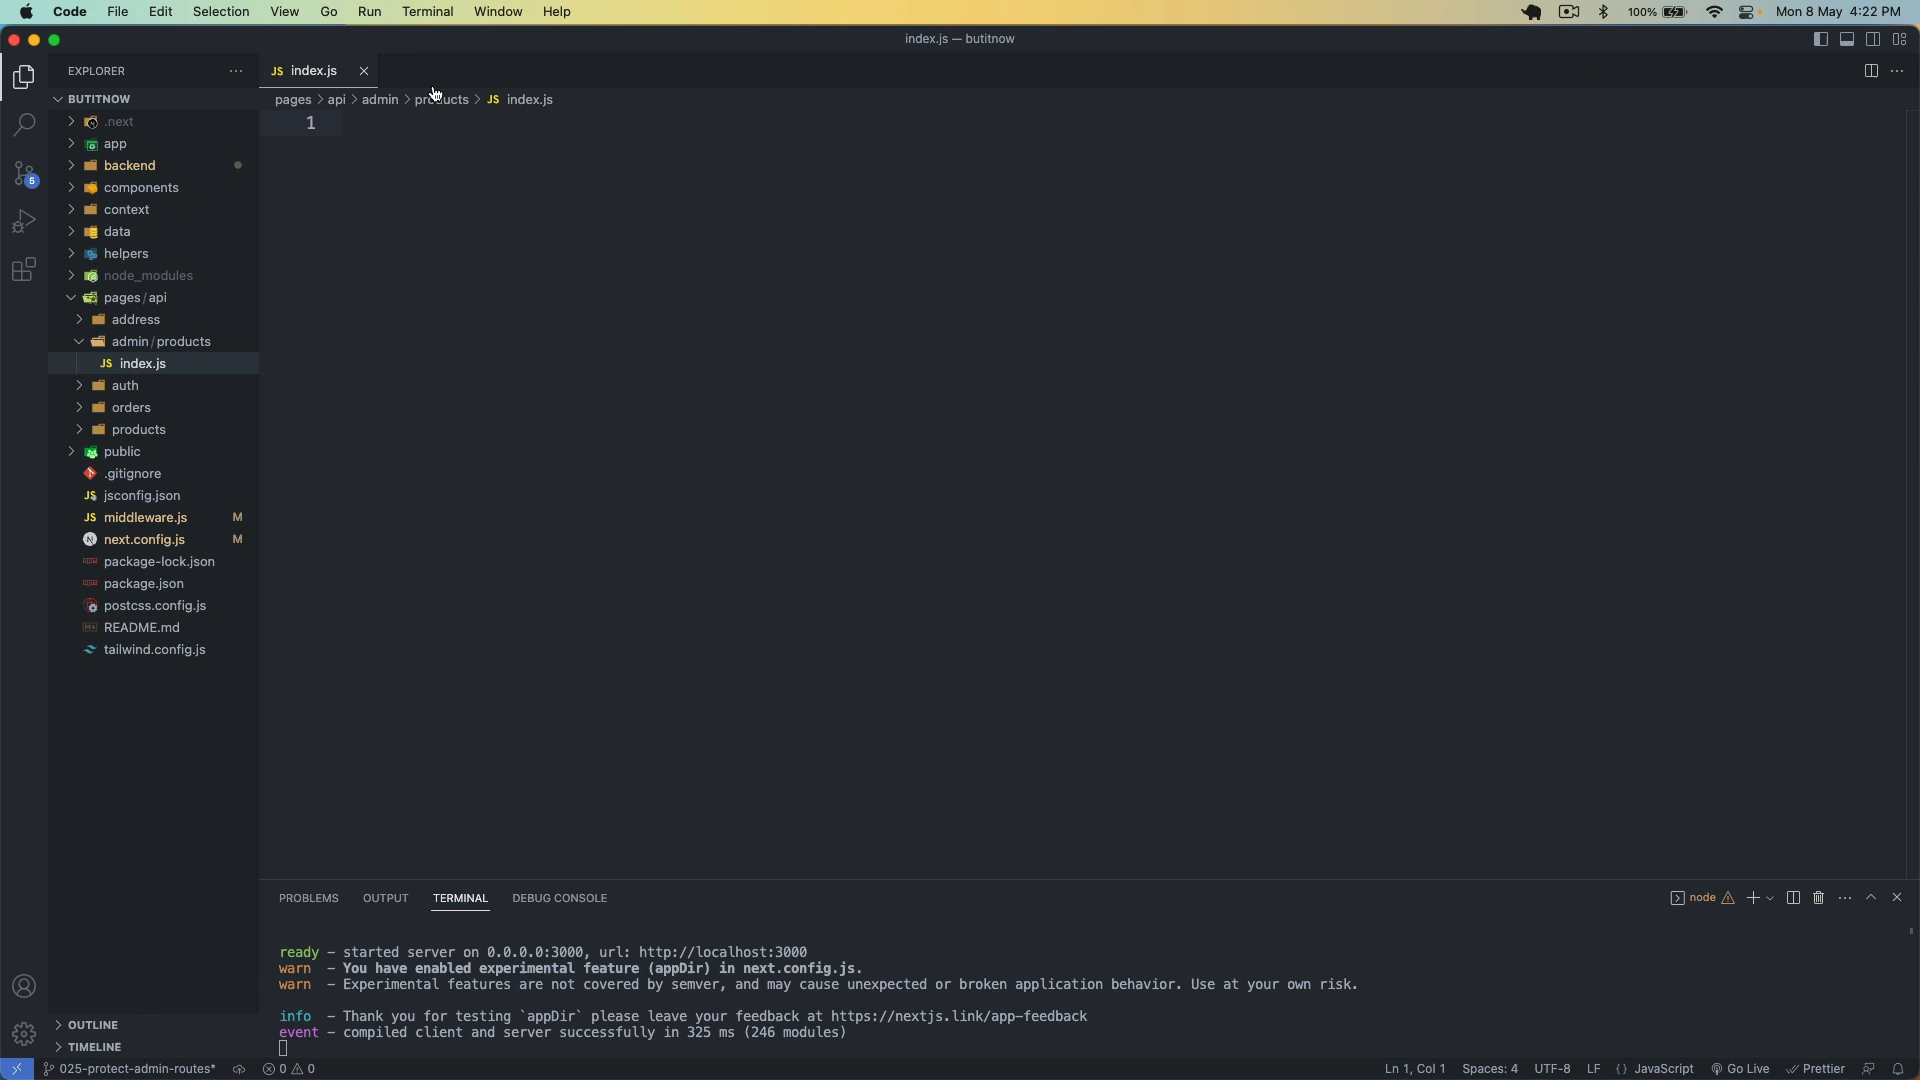 Code File Edit Selection View Go Run Terminal Window Help 100% Mon 8 May 4:22 PM
index.js — butitnow
EXPLORER
BUTITNOW
.next
app
backend
components
context
data
helpers
node_modules
pages/api
address
admin/products
JS index.js
auth
orders
products
public
.gitignore
JS jsconfig.json
JS middleware.js M
N next.config.js M
package-lock.json
package.json
postcss.config.js
README.md
tailwind.config.js
OUTLINE
TIMELINE
5
JS index.js
pages > api > admin > products > JS index.js
1
PROBLEMS OUTPUT TERMINAL DEBUG CONSOLE node
ready - started server on 0.0.0.0:3000, url: http://localhost:3000
warn - You have enabled experimental feature (appDir) in next.config.js.
warn - Experimental features are not covered by semver, and may cause unexpected or broken application behavior. Use at your own risk.
info - Thank you for testing `appDir` please leave your feedback at https://nextjs.link/app-feedback
event - compiled client and server successfully in 325 ms (246 modules)
025-protect-admin-routes* 0 0 Ln 1, Col 1 Spaces: 4 UTF-8 LF {} JavaScript Go Live Prettier